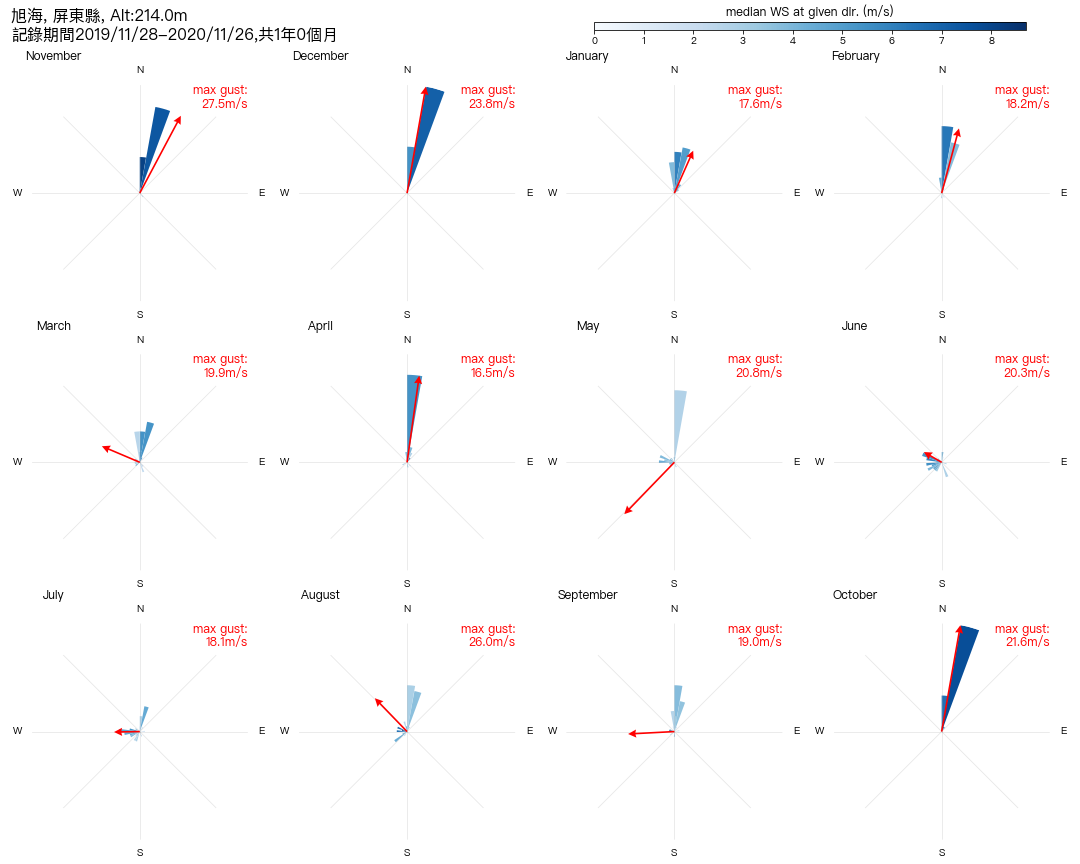 旭海, 屏東縣, Alt:214.0m
記錄期間2019/11/28–2020/11/26,共1年0個月
median WS at given dir. (m/s)
0 1 2 3 4 5 6 7 8
November
N
max gust:
27.5m/s
W E
S
December
N
max gust:
23.8m/s
W E
S
January
N
max gust:
17.6m/s
W E
S
February
N
max gust:
18.2m/s
W E
S
March
N
max gust:
19.9m/s
W E
S
April
N
max gust:
16.5m/s
W E
S
May
N
max gust:
20.8m/s
W E
S
June
N
max gust:
20.3m/s
W E
S
July
N
max gust:
18.1m/s
W E
S
August
N
max gust:
26.0m/s
W E
S
September
N
max gust:
19.0m/s
W E
S
October
N
max gust:
21.6m/s
W E
S